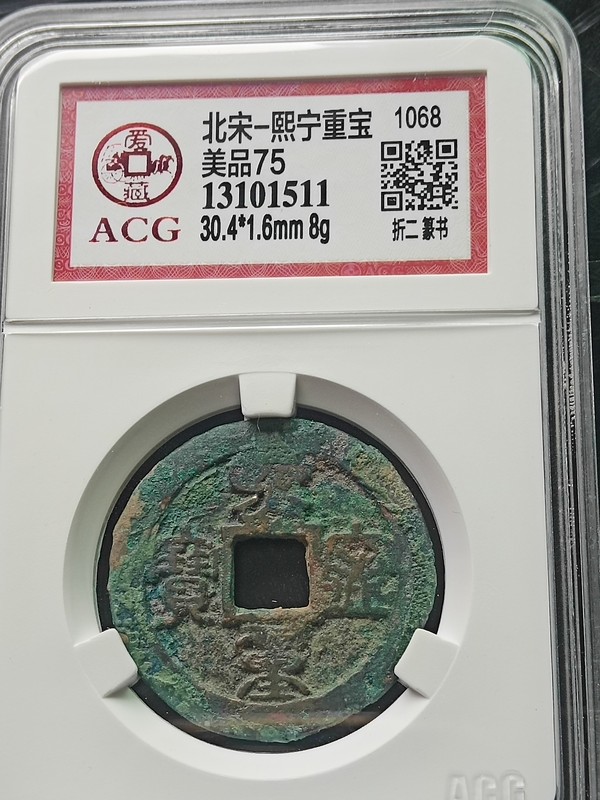 爱藏
ACG
北宋-熙宁重宝 1068
美品75
13101511
30.4*1.6mm 8g
折二 篆书
熙寧重寶
ACG